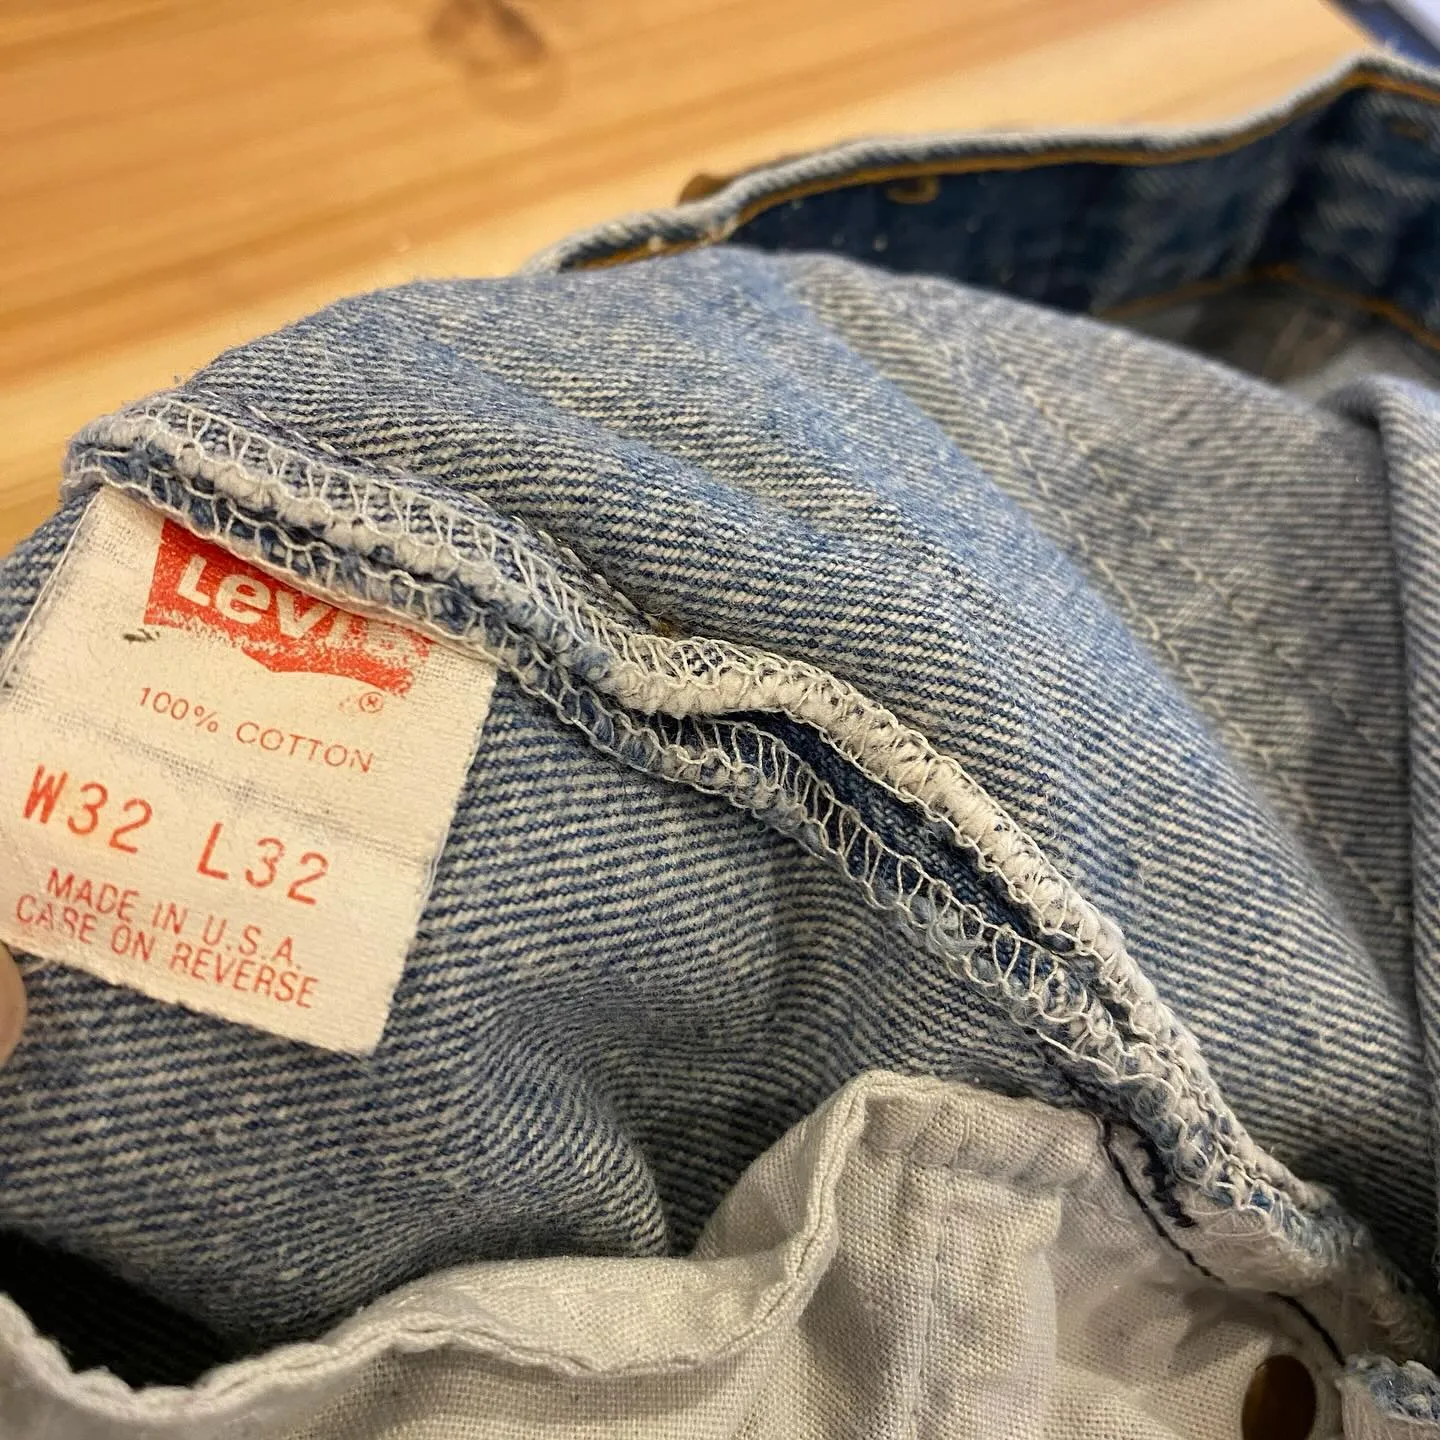 Levi's
®
100% COTTON
W32 L32
MADE IN U.S.A.
CARE ON REVERSE